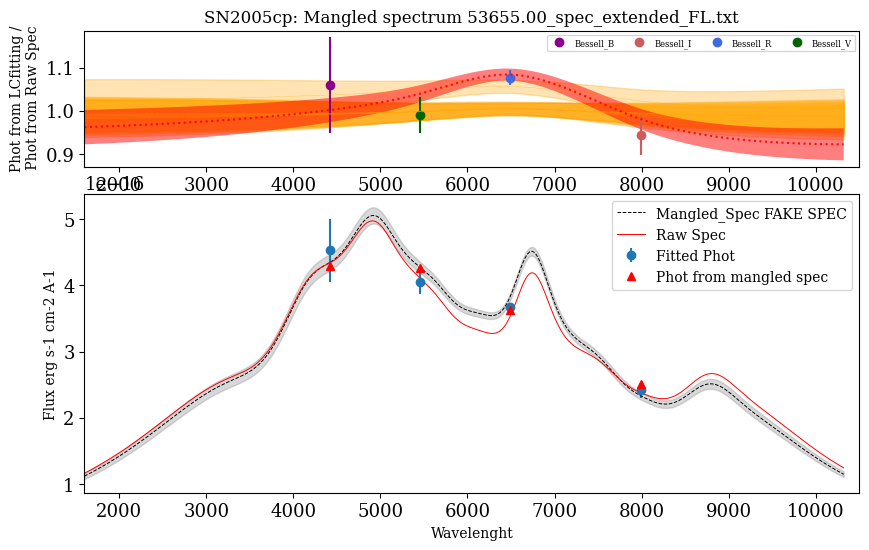 SN2005cp: Mangled spectrum 53655.00_spec_extended_FL.txt
Phot from LCfitting /
Phot from Raw Spec
Bessell_B Bessell_I Bessell_R Bessell_V
1.1
1.0
0.9
2000 3000 4000 5000 6000 7000 8000 9000 10000
1e−16
Mangled_Spec FAKE SPEC
Raw Spec
Fitted Phot
Phot from mangled spec
Flux erg s-1 cm-2 A-1
5
4
3
2
1
2000 3000 4000 5000 6000 7000 8000 9000 10000
Wavelenght